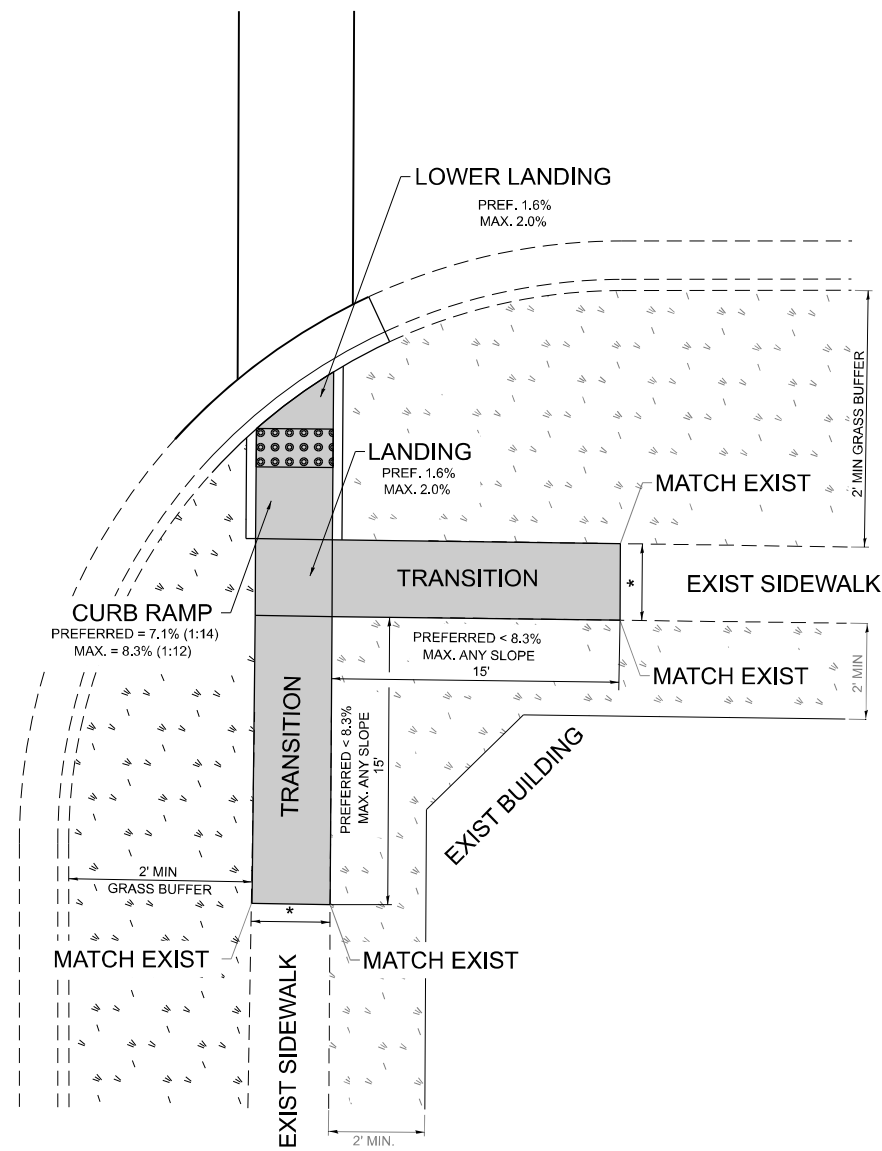 LOWER LANDING
PREF. 1.6%
MAX. 2.0%
2' MIN GRASS BUFFER
LANDING
PREF. 1.6%
MAX. 2.0%
MATCH EXIST
TRANSITION
*
EXIST SIDEWALK
CURB RAMP
PREFERRED = 7.1% (1:14)
MAX. = 8.3% (1:12)
PREFERRED < 8.3%
MAX. ANY SLOPE
15'
MATCH EXIST
2' MIN
TRANSITION
PREFERRED < 8.3%
MAX. ANY SLOPE
15'
EXIST BUILDING
2' MIN
GRASS BUFFER
*
MATCH EXIST
MATCH EXIST
EXIST SIDEWALK
2' MIN.